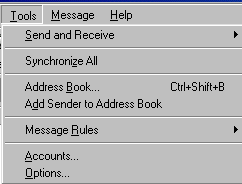 Tools Message Help
Send and Receive
Synchronize All
Address Book... Ctrl+Shift+B
Add Sender to Address Book
Message Rules
Accounts...
Options...